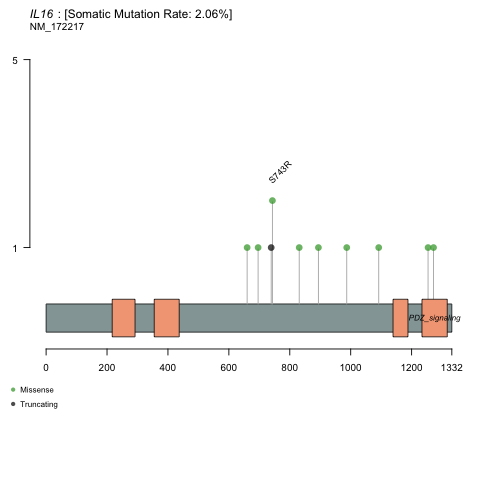 IL16 : [Somatic Mutation Rate: 2.06%]
NM_172217
5
S743R
1
PDZ_signaling
0 200 400 600 800 1000 1200 1332
Missense
Truncating